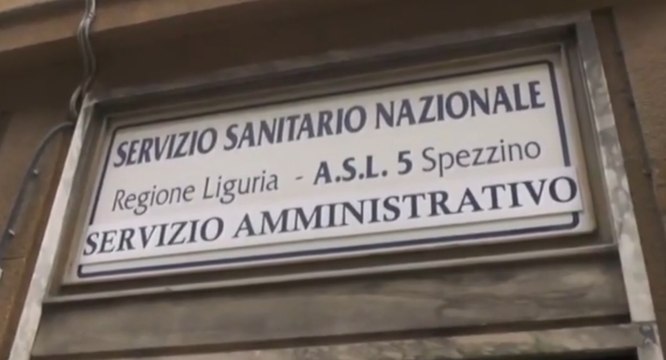 SERVIZIO SANITARIO NAZIONALE
Regione Liguria - A.S.L. 5 Spezzino
SERVIZIO AMMINISTRATIVO